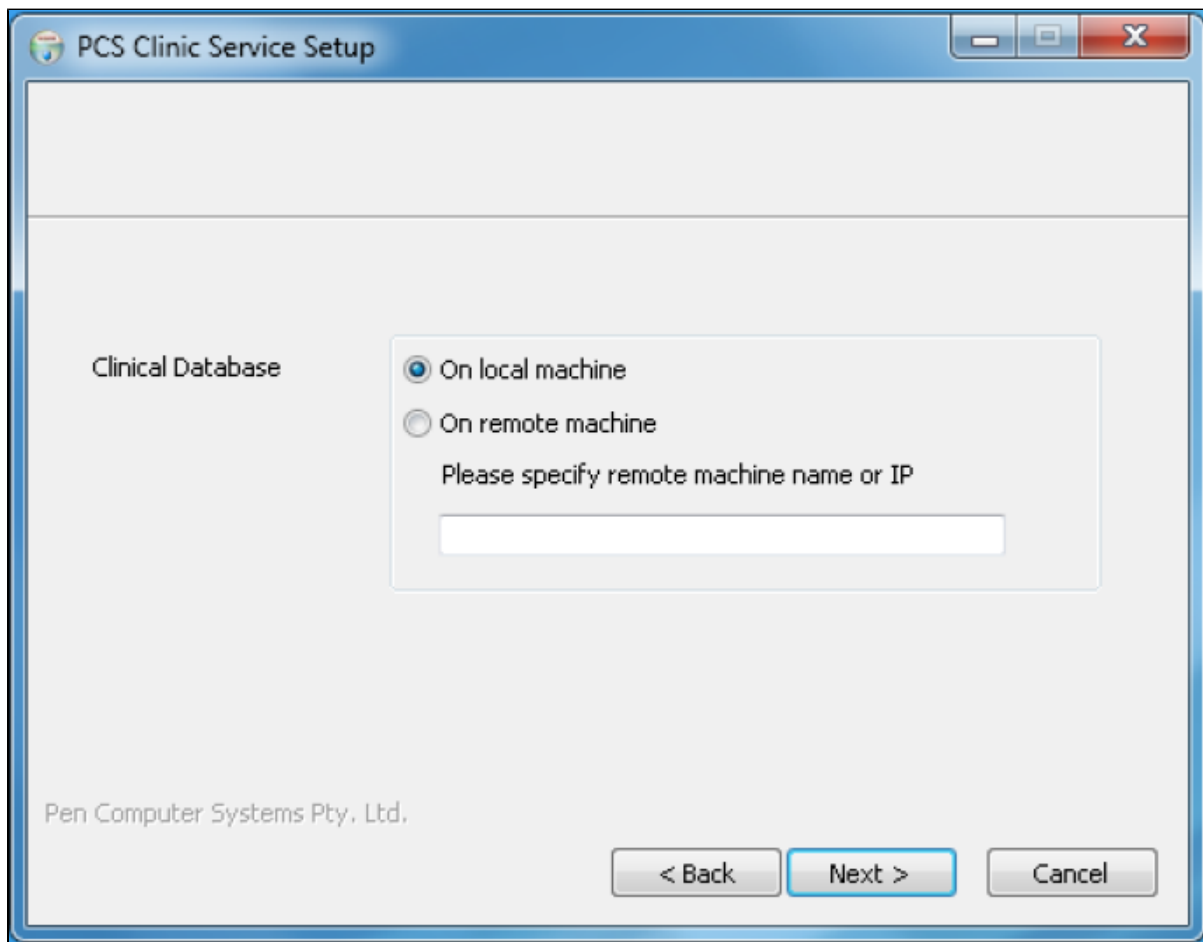 PCS Clinic Service Setup
Clinical Database
On local machine
On remote machine
Please specify remote machine name or IP
Pen Computer Systems Pty. Ltd.
< Back Next > Cancel